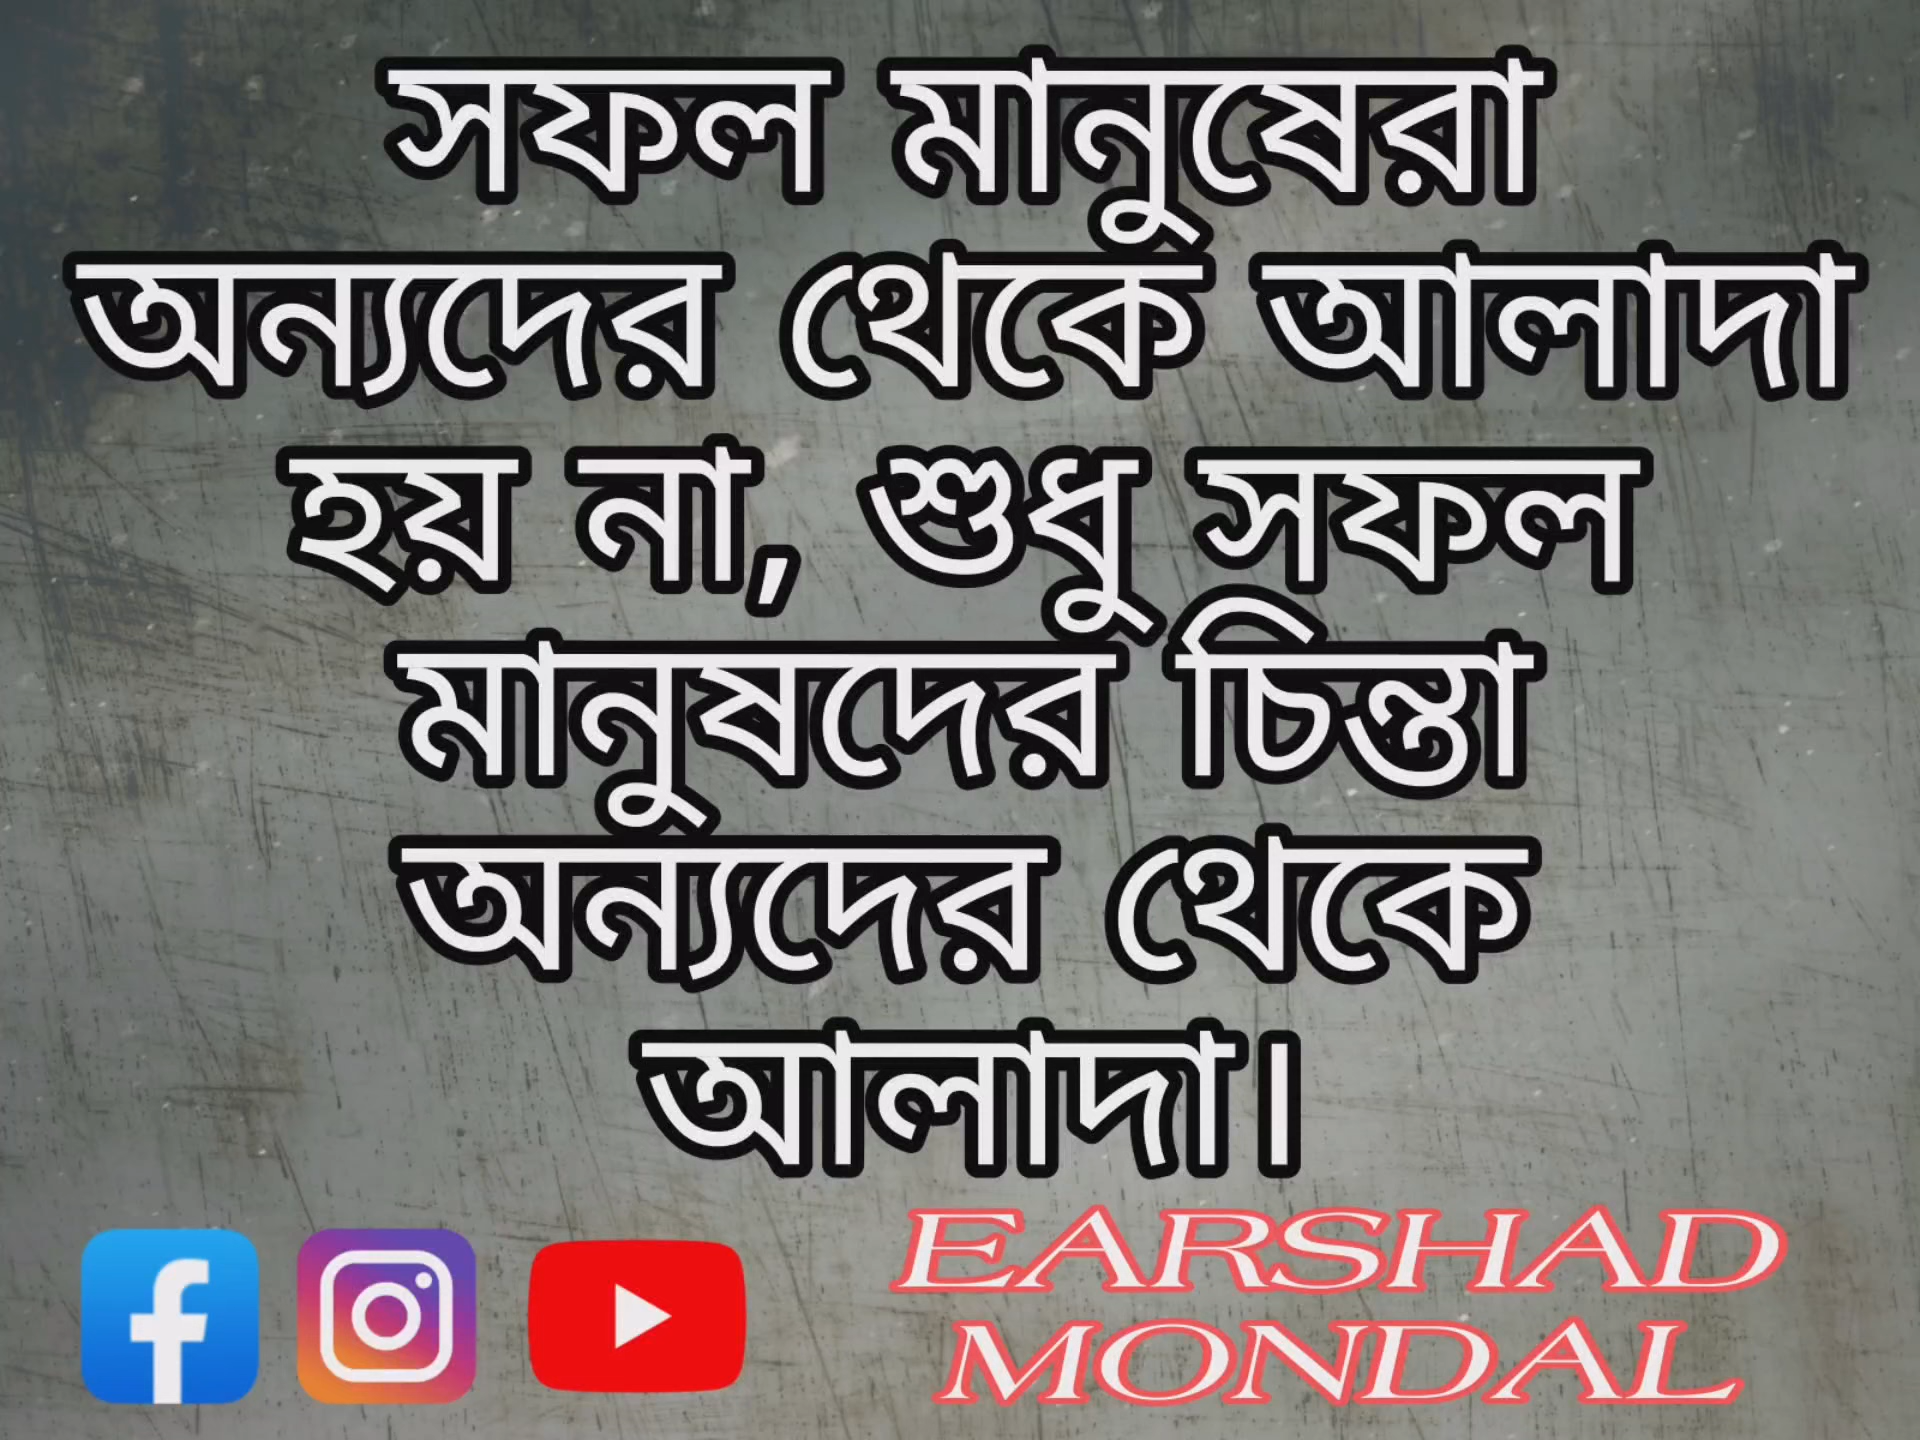 সফল মানুষেরা
অন্যদের থেকে আলাদা
হয় না, শুধু সফল
মানুষদের চিন্তা
অন্যদের থেকে
আলাদা।
EARSHAD
MONDAL